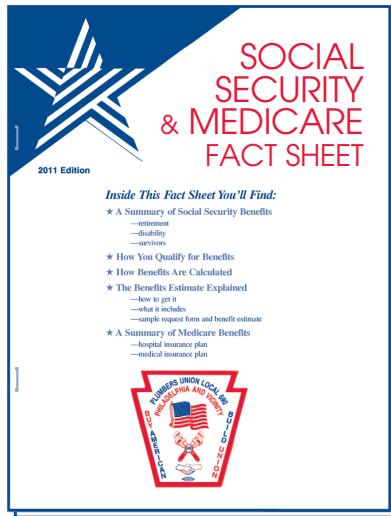 SOCIAL
SECURITY
& MEDICARE
FACT SHEET
2011 Edition
Inside This Fact Sheet You'll Find:
★ A Summary of Social Security Benefits
—retirement
—disability
—survivors
★ How You Qualify for Benefits
★ How Benefits Are Calculated
★ The Benefits Estimate Explained
—how to get it
—what it includes
—sample request form and benefit estimate
★ A Summary of Medicare Benefits
—hospital insurance plan
—medical insurance plan
PLUMBERS UNION LOCAL 690
PHILADELPHIA AND VICINITY
BUY AMERICAN
BUILD UNION